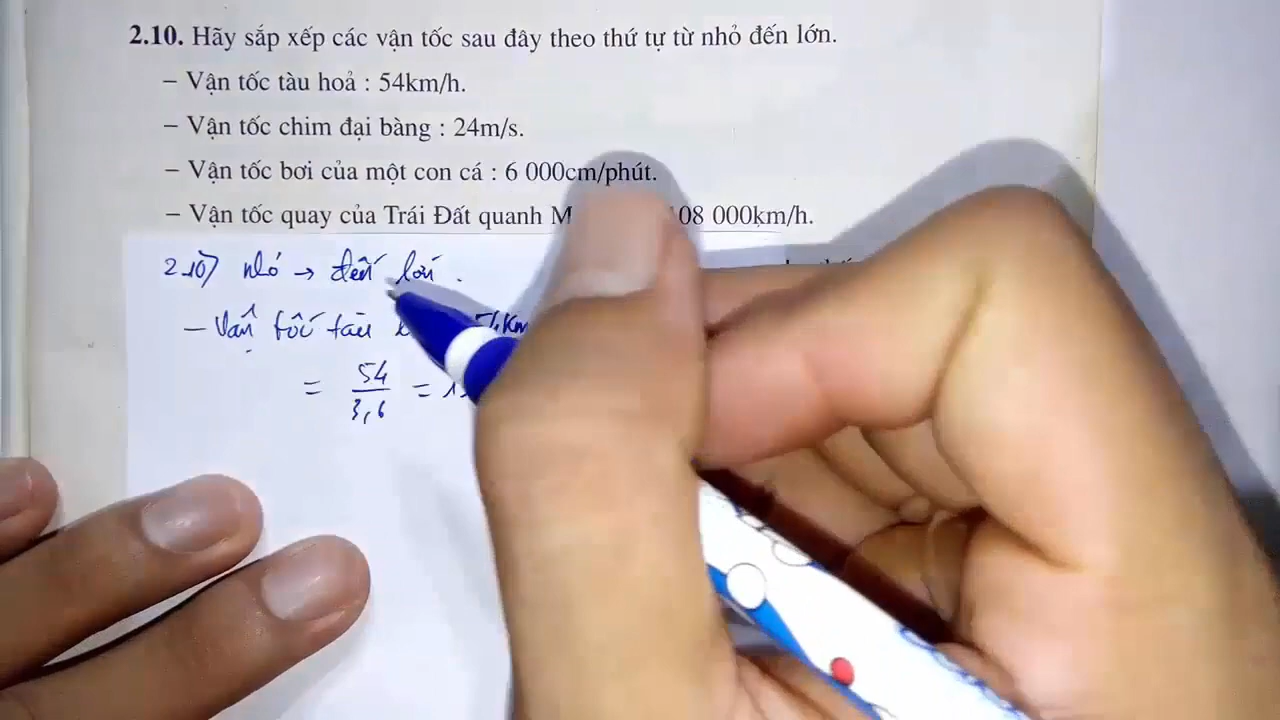 2.10. Hãy sắp xếp các vận tốc sau đây theo thứ tự từ nhỏ đến lớn.
– Vận tốc tàu hoả : 54km/h.
– Vận tốc chim đại bàng : 24m/s.
– Vận tốc bơi của một con cá : 6 000cm/phút.
– Vận tốc quay của Trái Đất quanh M 108 000km/h.
2.10) nhỏ → đến lớn.
– Vận tốc tàu 54Km
= 54/3,6 =